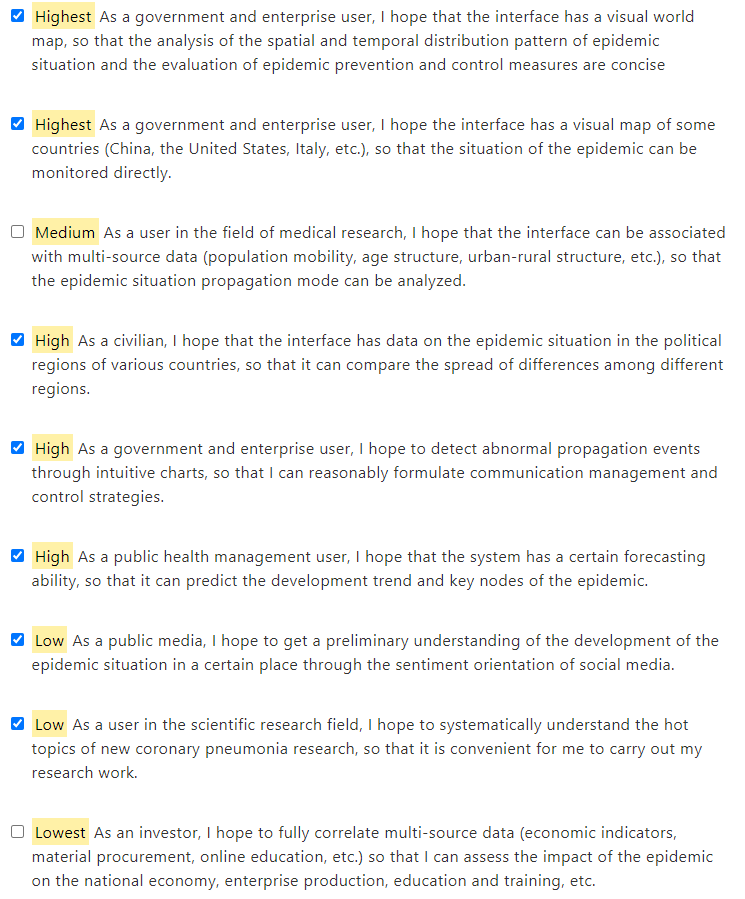 Highest As a government and enterprise user, I hope that the interface has a visual world
map, so that the analysis of the spatial and temporal distribution pattern of epidemic
situation and the evaluation of epidemic prevention and control measures are concise
Highest As a government and enterprise user, I hope the interface has a visual map of some
countries (China, the United States, Italy, etc.), so that the situation of the epidemic can be
monitored directly.
Medium As a user in the field of medical research, I hope that the interface can be associated
with multi-source data (population mobility, age structure, urban-rural structure, etc.), so that
the epidemic situation propagation mode can be analyzed.
High As a civilian, I hope that the interface has data on the epidemic situation in the political
regions of various countries, so that it can compare the spread of differences among different
regions.
High As a government and enterprise user, I hope to detect abnormal propagation events
through intuitive charts, so that I can reasonably formulate communication management and
control strategies.
High As a public health management user, I hope that the system has a certain forecasting
ability, so that it can predict the development trend and key nodes of the epidemic.
Low As a public media, I hope to get a preliminary understanding of the development of the
epidemic situation in a certain place through the sentiment orientation of social media.
Low As a user in the scientific research field, I hope to systematically understand the hot
topics of new coronary pneumonia research, so that it is convenient for me to carry out my
research work.
Lowest As an investor, I hope to fully correlate multi-source data (economic indicators,
material procurement, online education, etc.) so that I can assess the impact of the epidemic
on the national economy, enterprise production, education and training, etc.